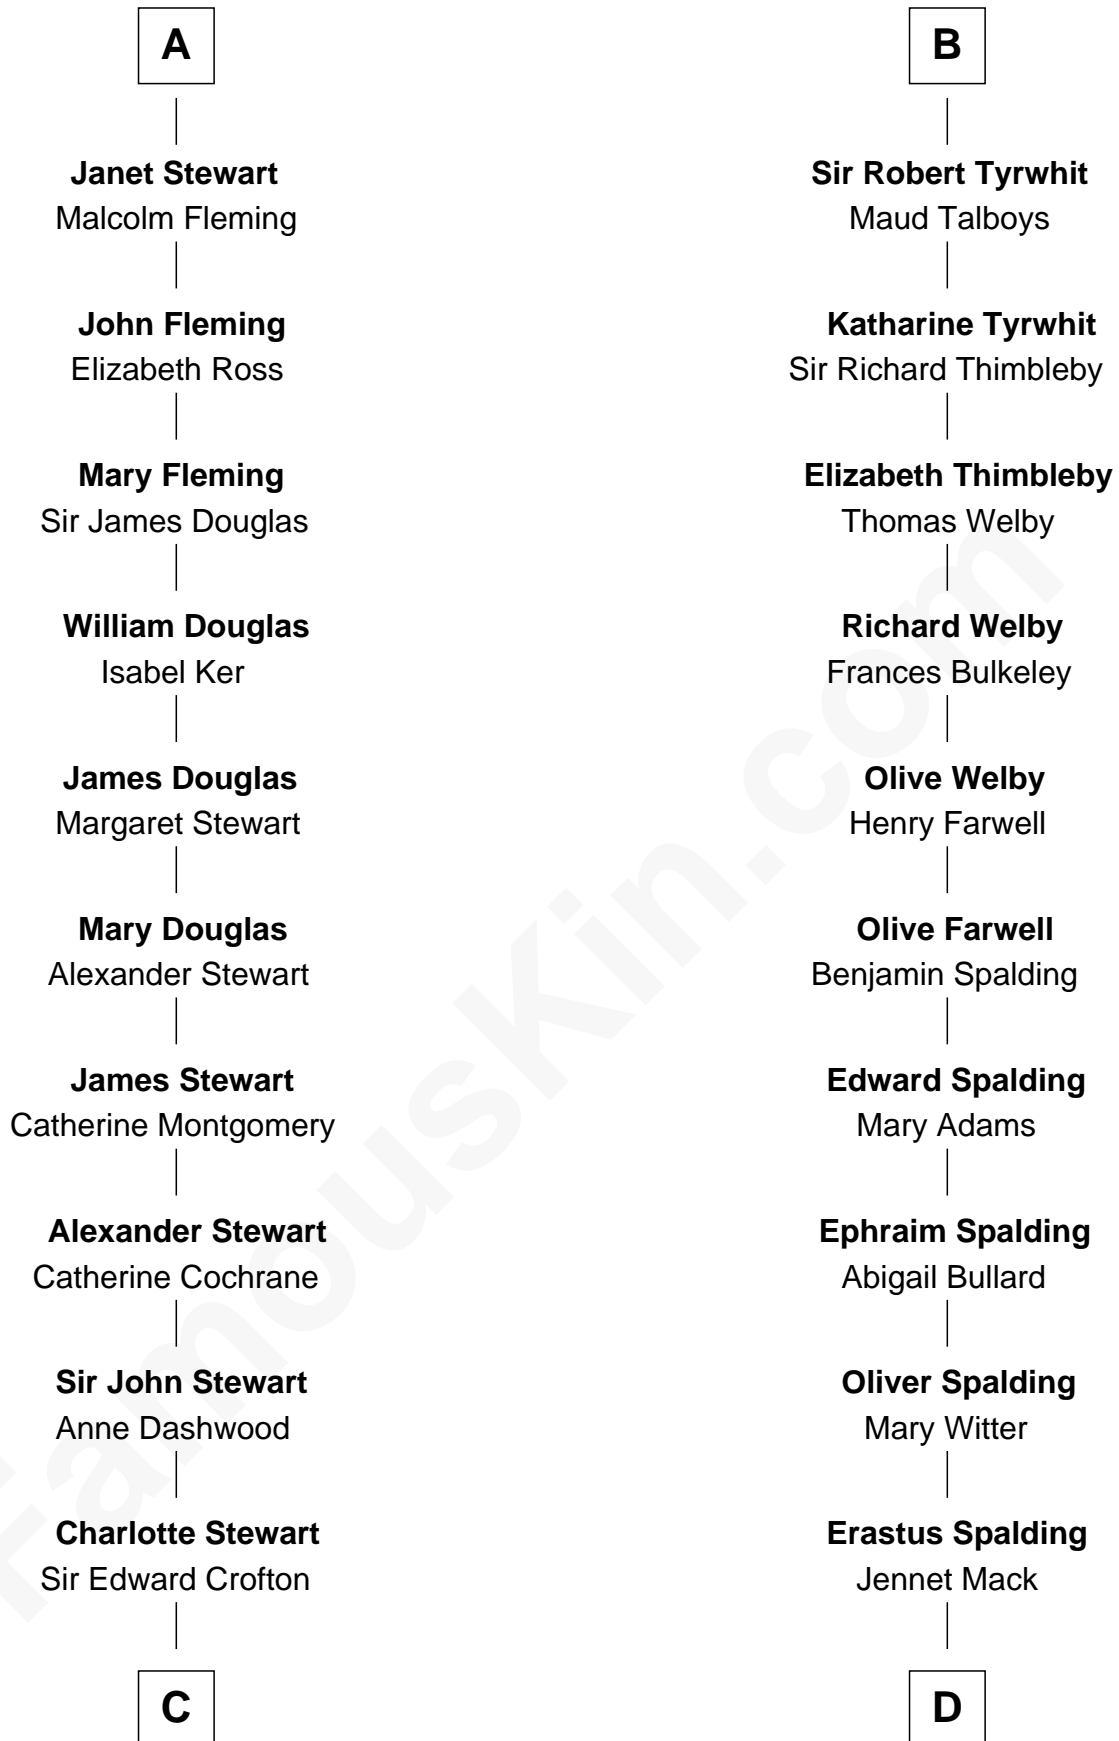 A
Janet Stewart
Malcolm Fleming
John Fleming
Elizabeth Ross
Mary Fleming
Sir James Douglas
William Douglas
Isabel Ker
James Douglas
Margaret Stewart
Mary Douglas
Alexander Stewart
James Stewart
Catherine Montgomery
Alexander Stewart
Catherine Cochrane
Sir John Stewart
Anne Dashwood
Charlotte Stewart
Sir Edward Crofton
C
B
Sir Robert Tyrwhit
Maud Talboys
Katharine Tyrwhit
Sir Richard Thimbleby
Elizabeth Thimbleby
Thomas Welby
Richard Welby
Frances Bulkeley
Olive Welby
Henry Farwell
Olive Farwell
Benjamin Spalding
Edward Spalding
Mary Adams
Ephraim Spalding
Abigail Bullard
Oliver Spalding
Mary Witter
Erastus Spalding
Jennet Mack
D
FamousKin.com